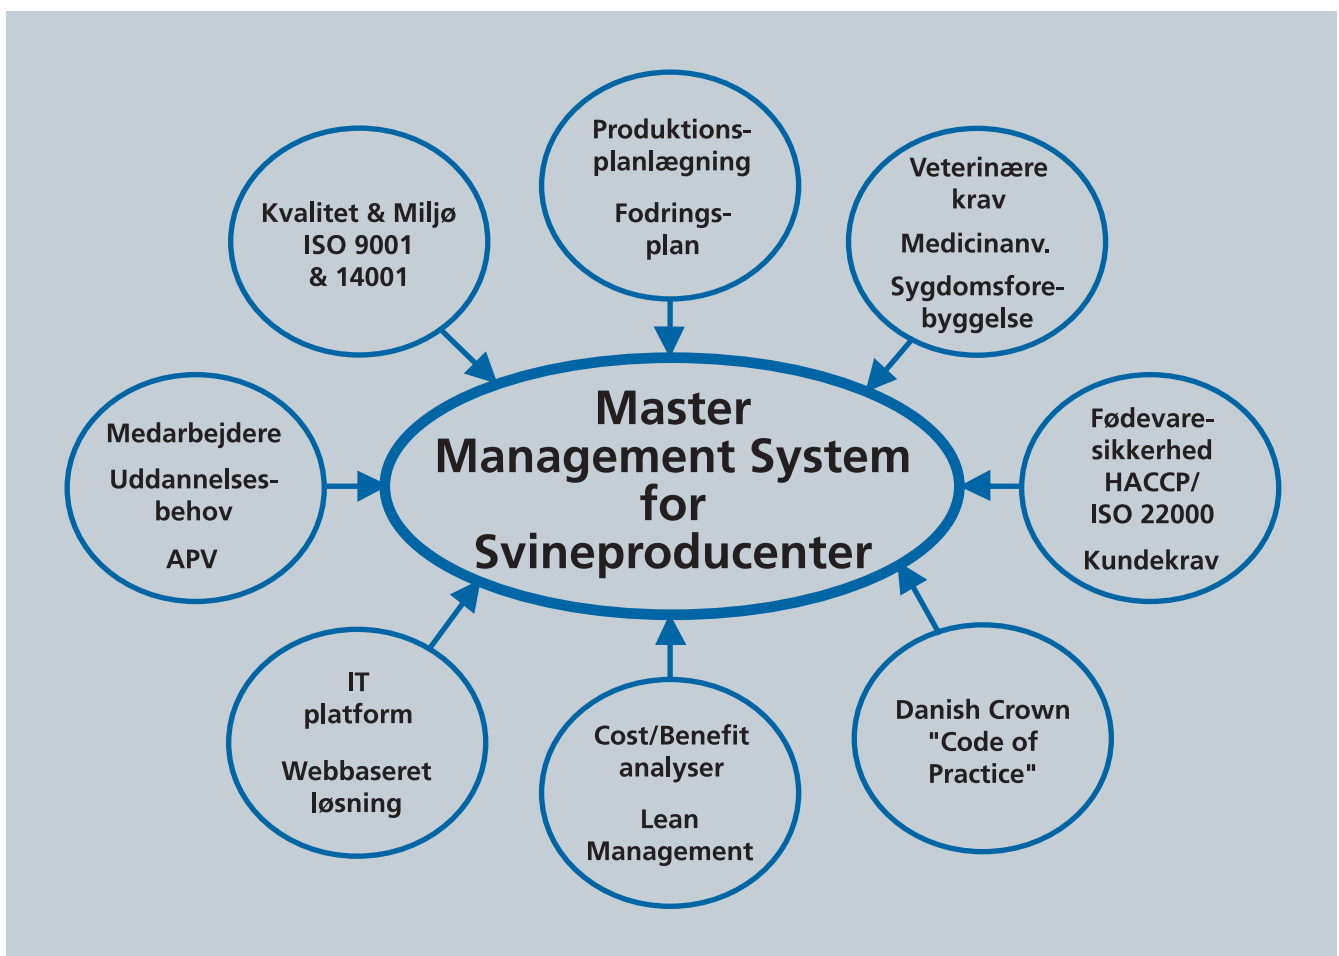 Produktions-
planlægning
Fodrings-
plan
Kvalitet & Miljø
ISO 9001
& 14001
Veterinære
krav
Medicinanv.
Sygdomsfore-
byggelse
Master
Management System
for
Svineproducenter
Medarbejdere
Uddannelses-
behov
APV
Fødevare-
sikkerhed
HACCP/
ISO 22000
Kundekrav
IT
platform
Webbaseret
løsning
Cost/Benefit
analyser
Lean
Management
Danish Crown
"Code of
Practice"